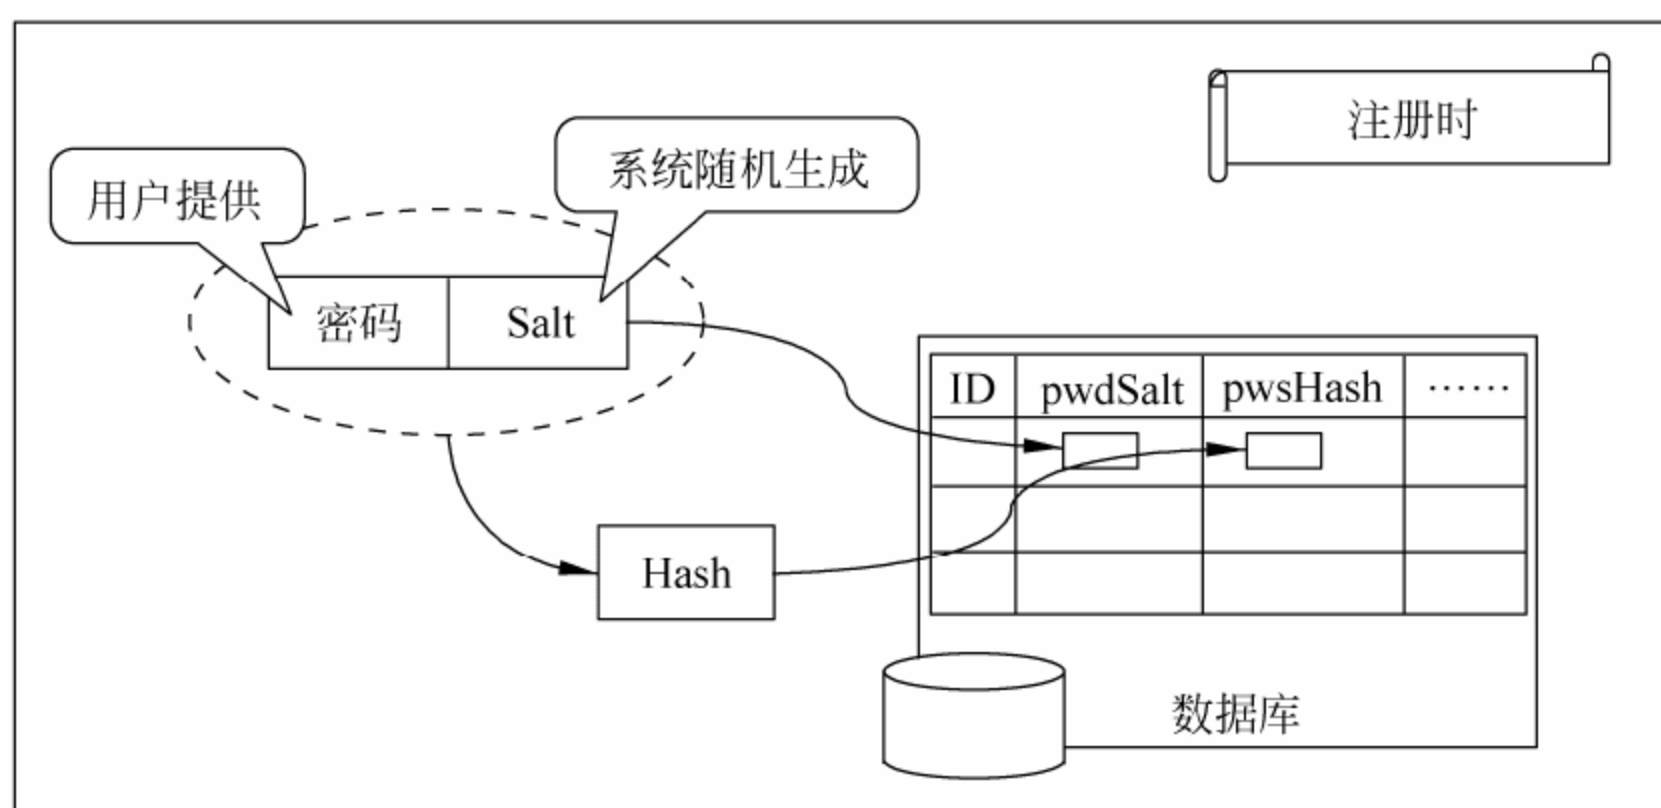 注册时
系统随机生成
用户提供
密码
Salt
ID
pwdSalt
pwsHash
……
Hash
数据库